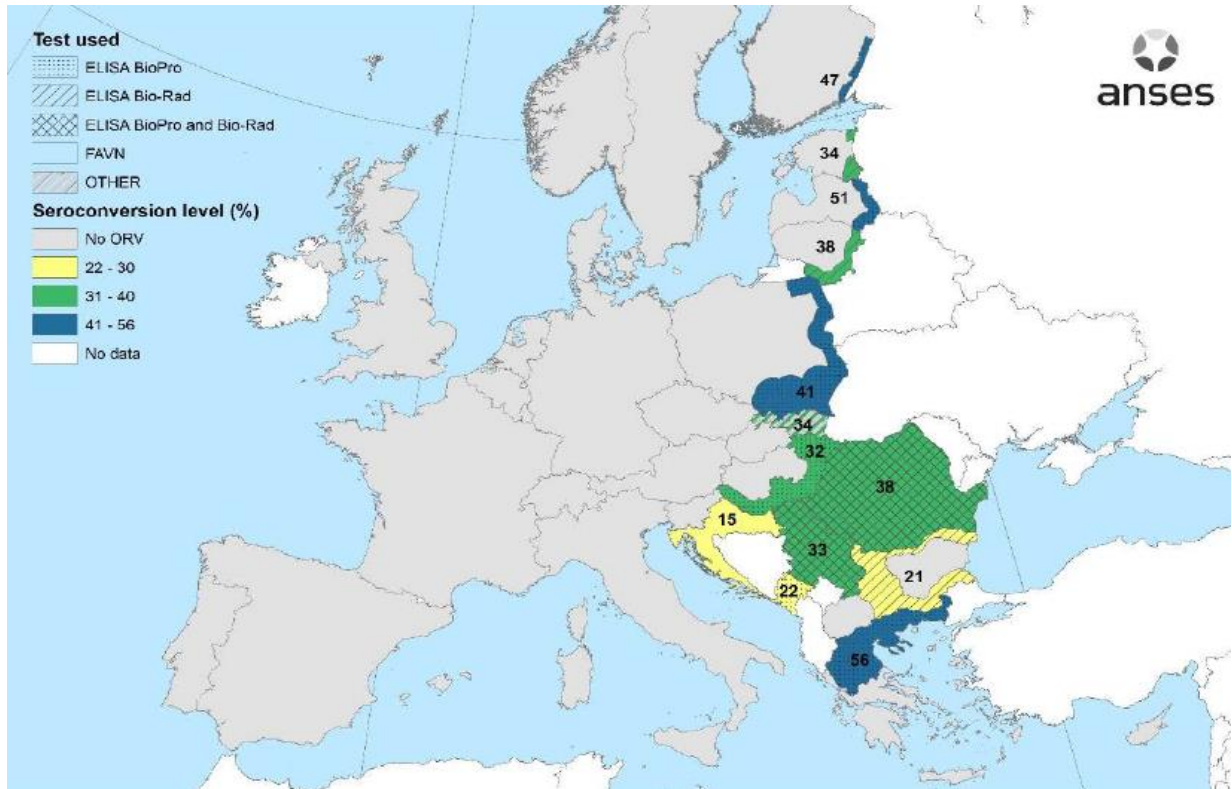 Test used
ELISA BioPro
ELISA Bio-Rad
ELISA BioPro and Bio-Rad
FAVN
OTHER
Seroconversion level (%)
No ORV
22 - 30
31 - 40
41 - 56
No data
anses
47
34
51
38
41
34
32
38
15
33
22
21
56